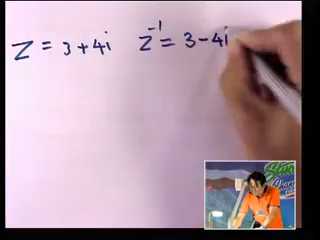 z = 3+4i z⁻¹ = 3-4i